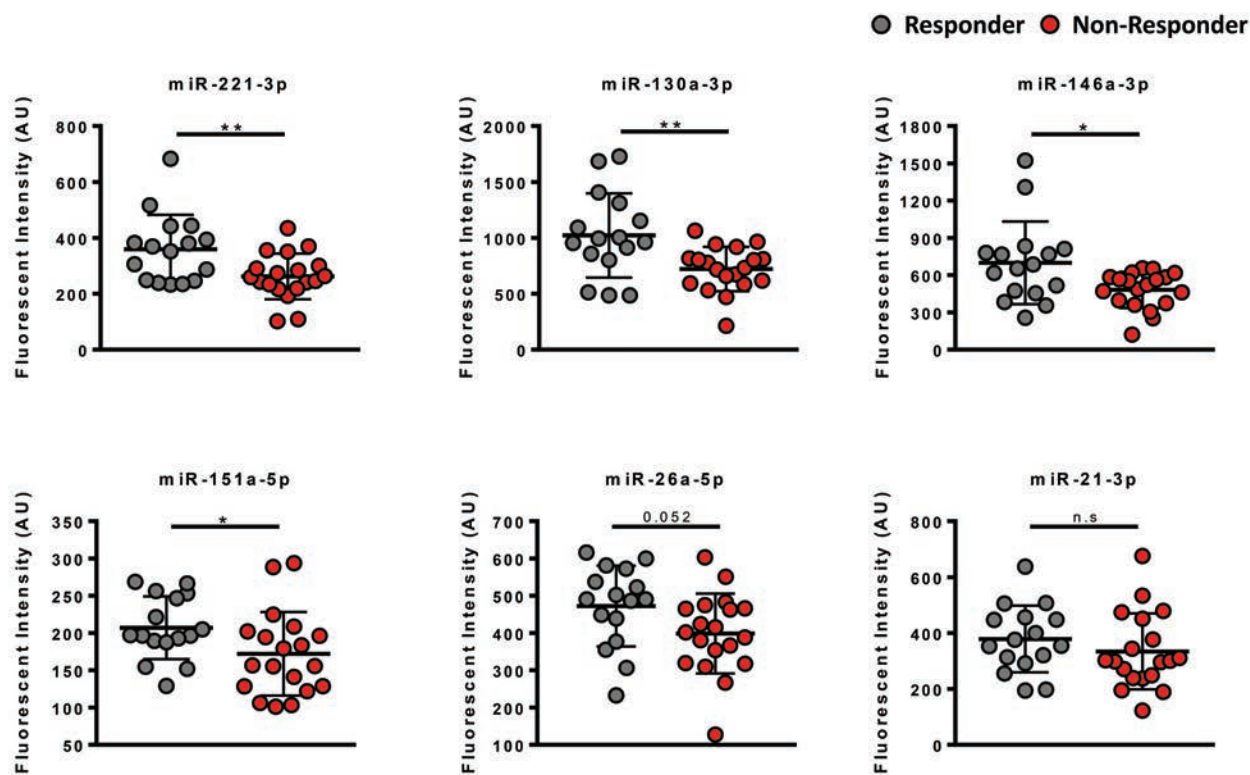 Responder Non-Responder
miR-221-3p
Fluorescent Intensity (AU)
800
600
400
200
0
**
miR-130a-3p
Fluorescent Intensity (AU)
2000
1500
1000
500
0
**
miR-146a-3p
Fluorescent Intensity (AU)
1800
1500
1200
900
600
300
0
*
miR-151a-5p
Fluorescent Intensity (AU)
350
300
250
200
150
100
50
*
miR-26a-5p
Fluorescent Intensity (AU)
700
600
500
400
300
200
100
0.052
miR-21-3p
Fluorescent Intensity (AU)
800
600
400
200
0
n.s